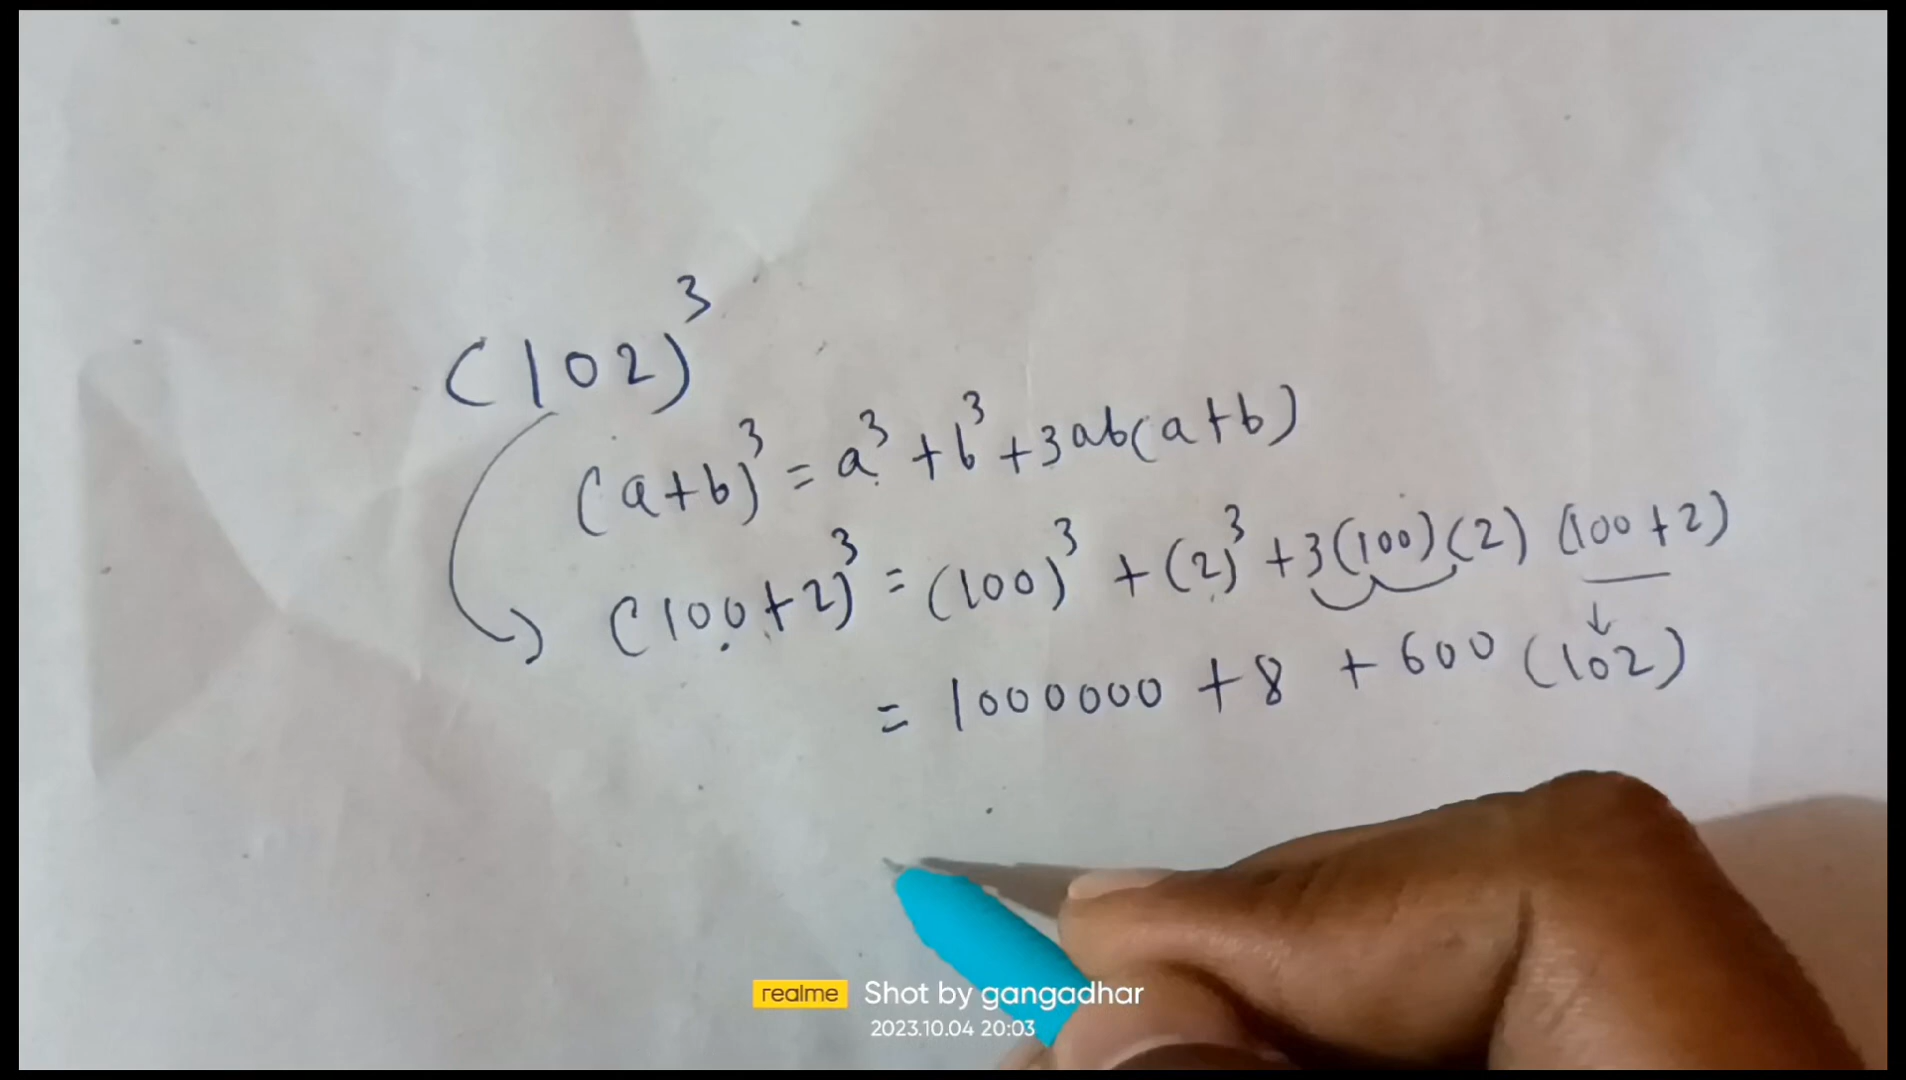 (102)³
(a+b)³ = a³ + b³ + 3ab(a+b)
(100+2)³ = (100)³ + (2)³ + 3(100)(2) (100+2)
↓
= 1000000 + 8 + 600 (102)
realme Shot by gangadhar
2023.10.04 20:03